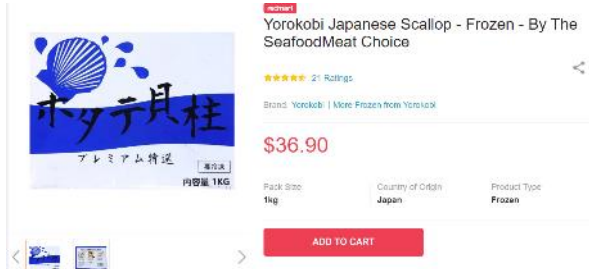 redmart
Yorokobi Japanese Scallop - Frozen - By The
SeafoodMeat Choice
21 Ratings
Brand: Yorokobi | More Frozen from Yorokobi
$36.90
Pack Size
1kg
Country of Origin
Japan
Product Type
Frozen
ADD TO CART
ホタテ貝柱
プレミアム特選
内容量 1KG